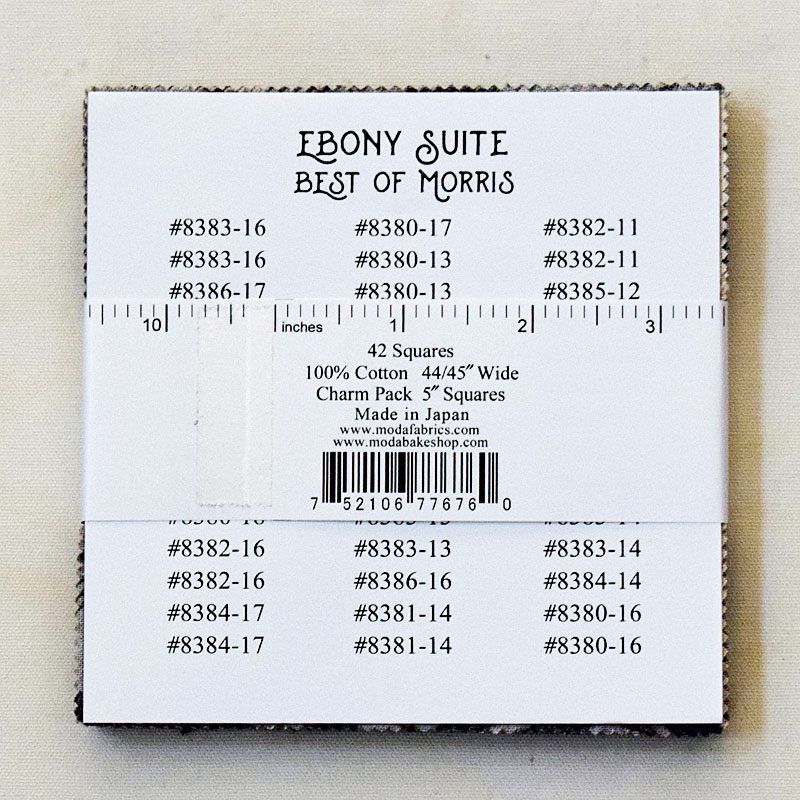 EBONY SUITE
BEST OF MORRIS
#8383-16 #8380-17 #8382-11
#8383-16 #8380-13 #8382-11
#8386-17 #8380-13 #8385-12
10 inches 1 2 3
42 Squares
100% Cotton 44/45″ Wide
Charm Pack 5″ Squares
Made in Japan
www.modafabrics.com
www.modabakeshop.com
7 52106 77676 0
#8382-16 #8383-13 #8383-14
#8382-16 #8386-16 #8384-14
#8384-17 #8381-14 #8380-16
#8384-17 #8381-14 #8380-16